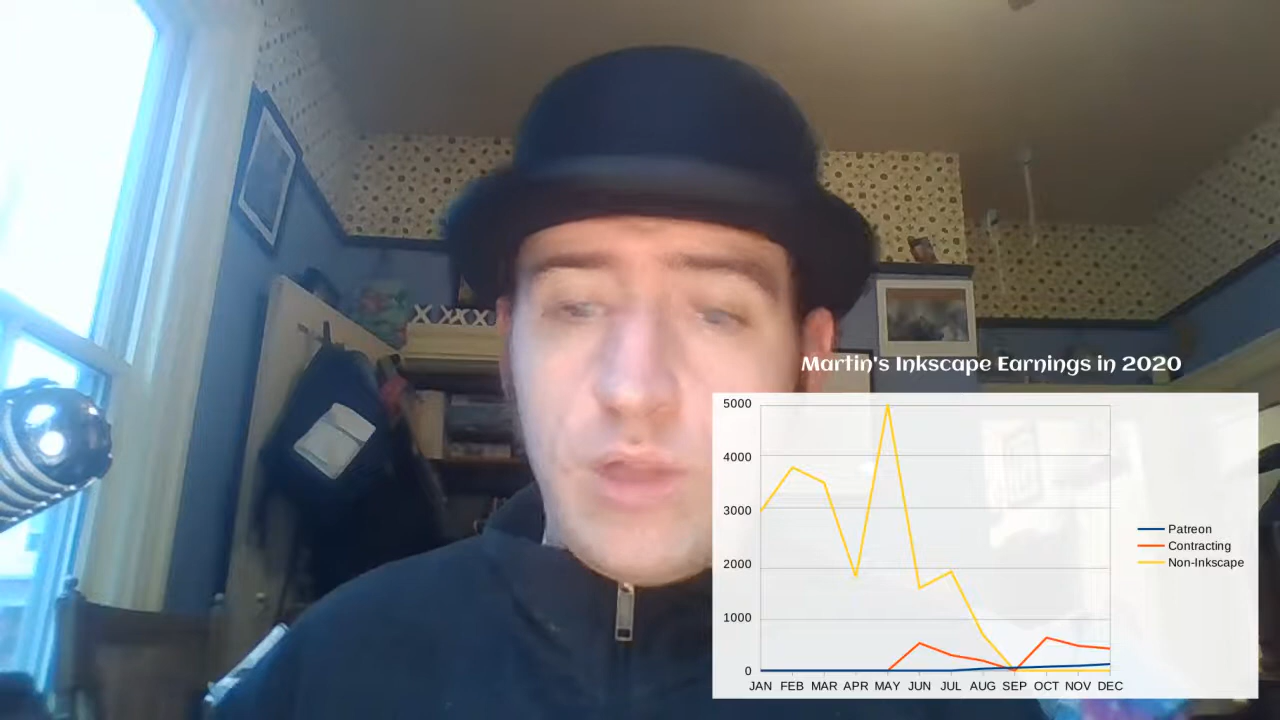 Martin's Inkscape Earnings in 2020
5000
4000
3000
2000
1000
0
JAN FEB MAR APR MAY JUN JUL AUG SEP OCT NOV DEC
Patreon
Contracting
Non-Inkscape